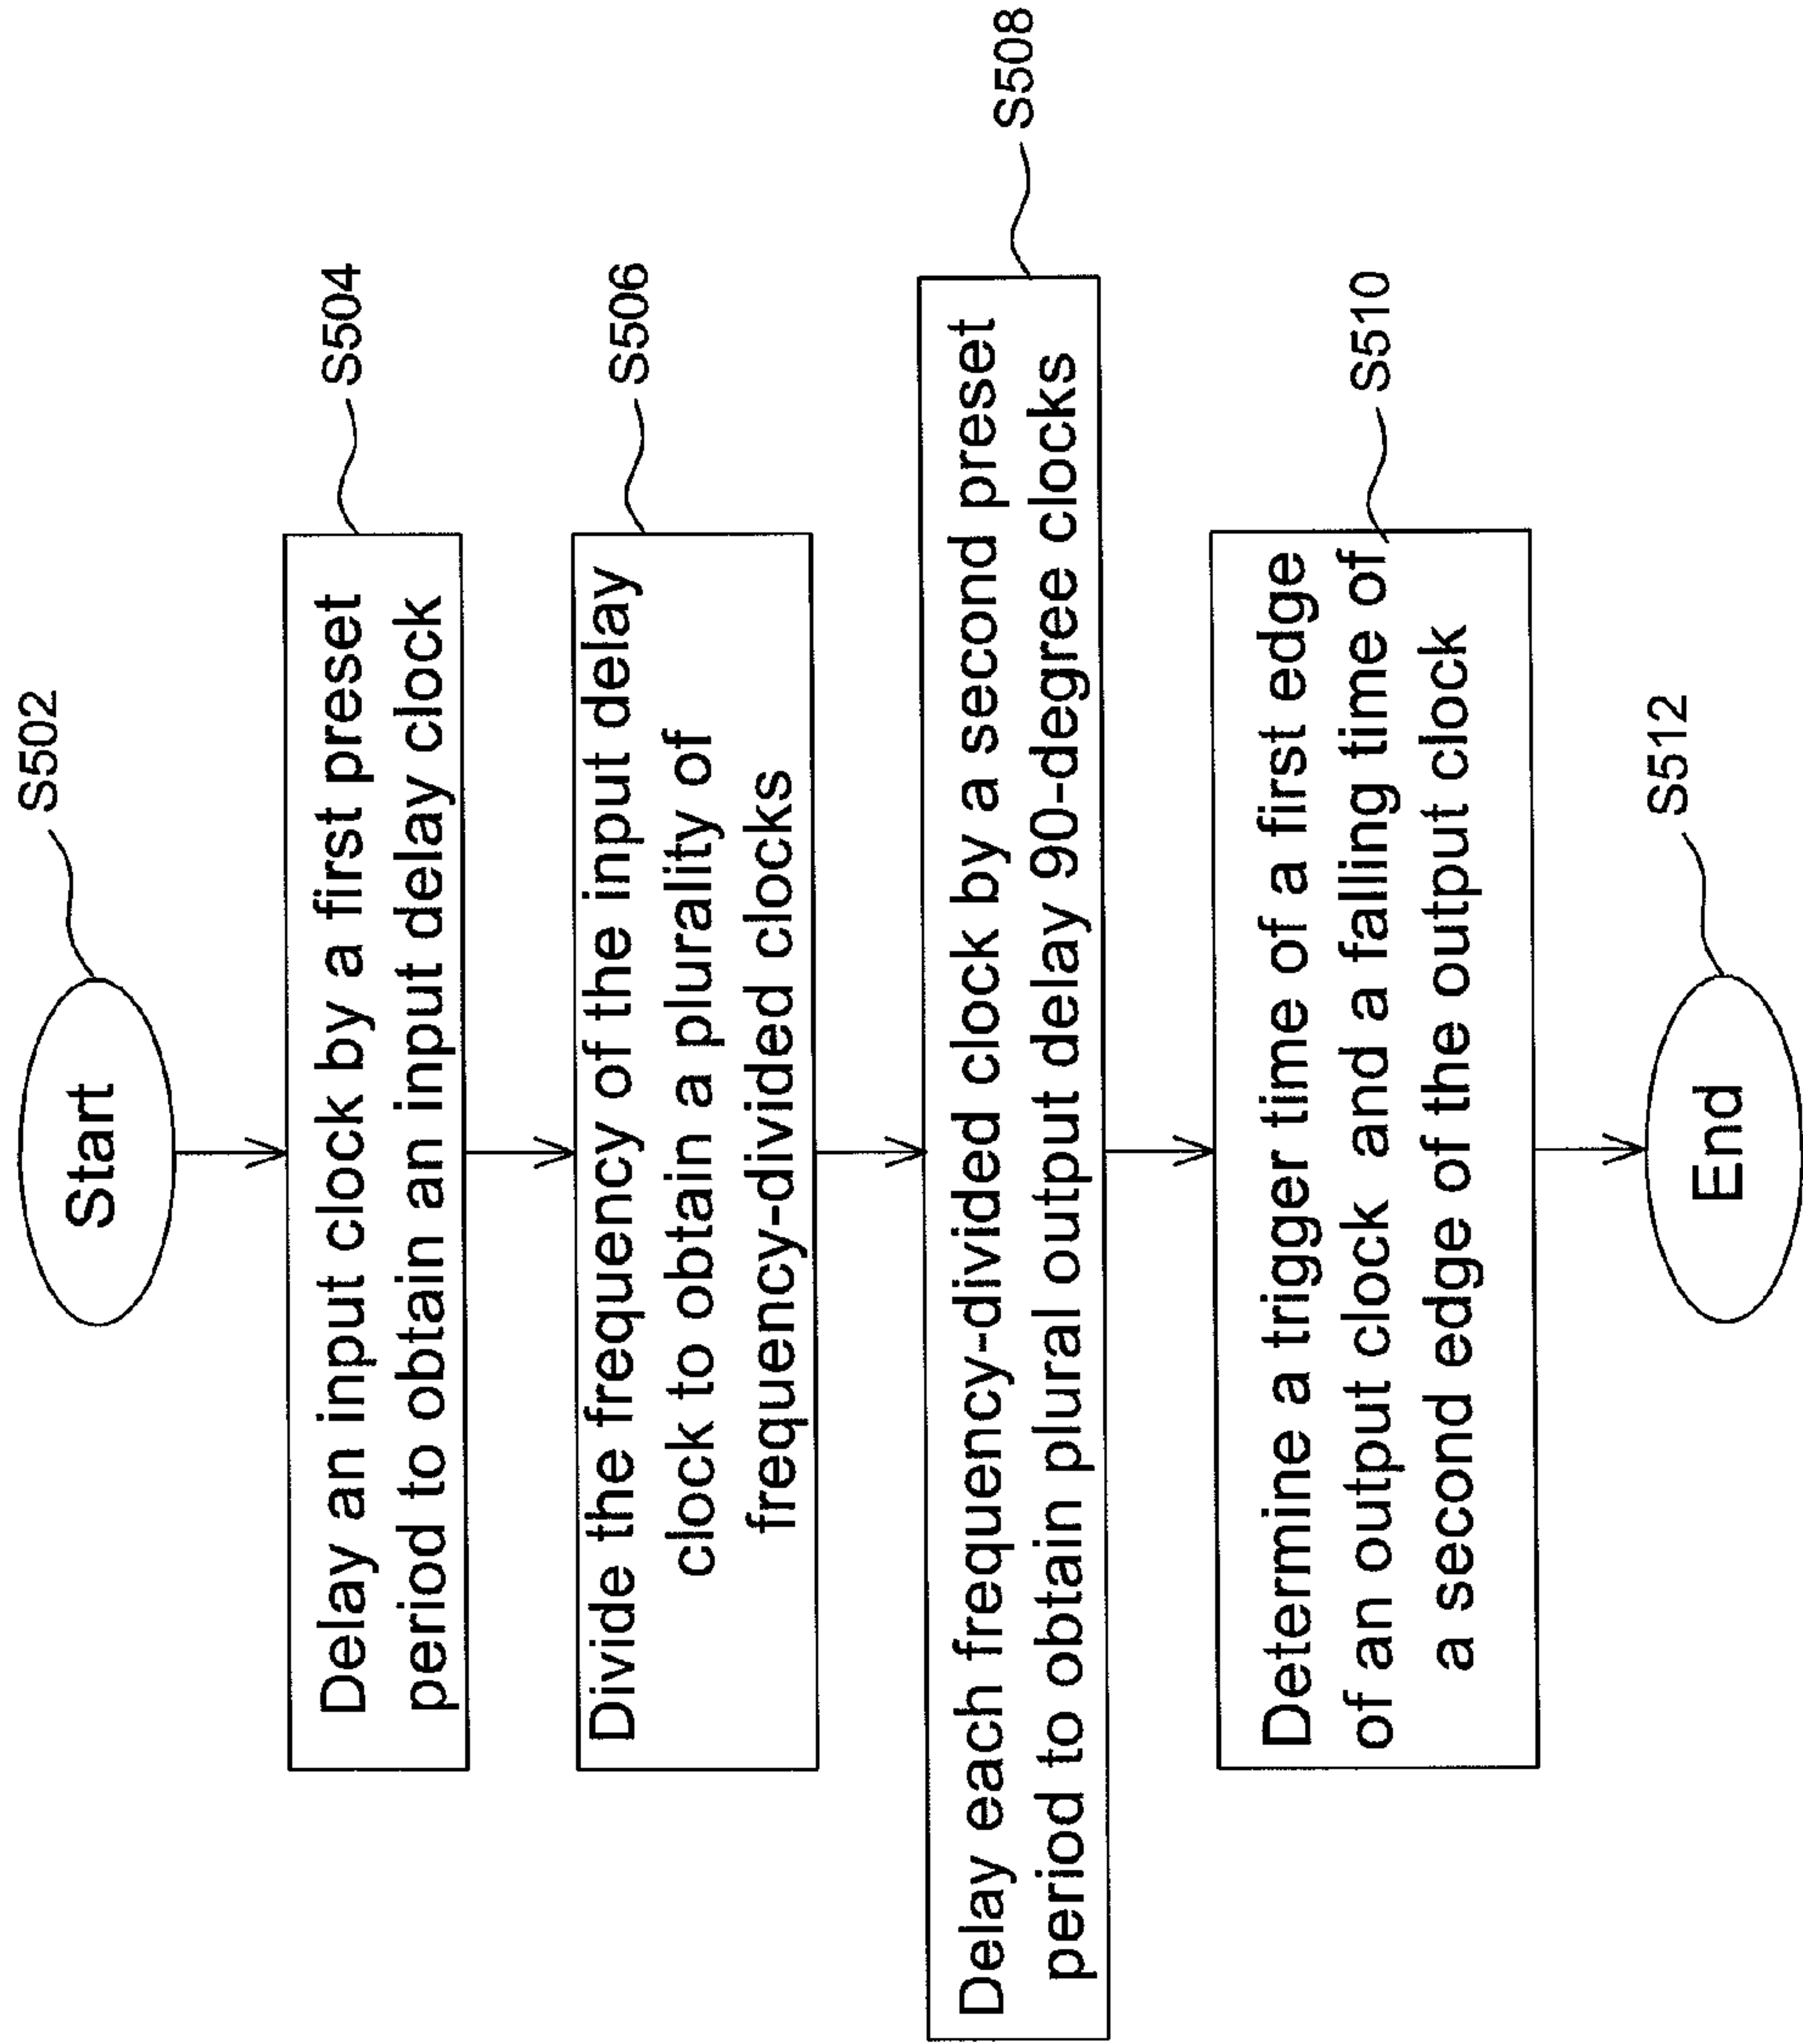 S502
Start
Delay an input clock by a first preset
period to obtain an input delay clock
S504
Divide the frequency of the input delay
clock to obtain a plurality of
frequency-divided clocks
S506
Delay each frequency-divided clock by a second preset
period to obtain plural output delay 90-degree clocks
S508
Determine a trigger time of a first edge
of an output clock and a falling time of
a second edge of the output clock
S510
End
S512